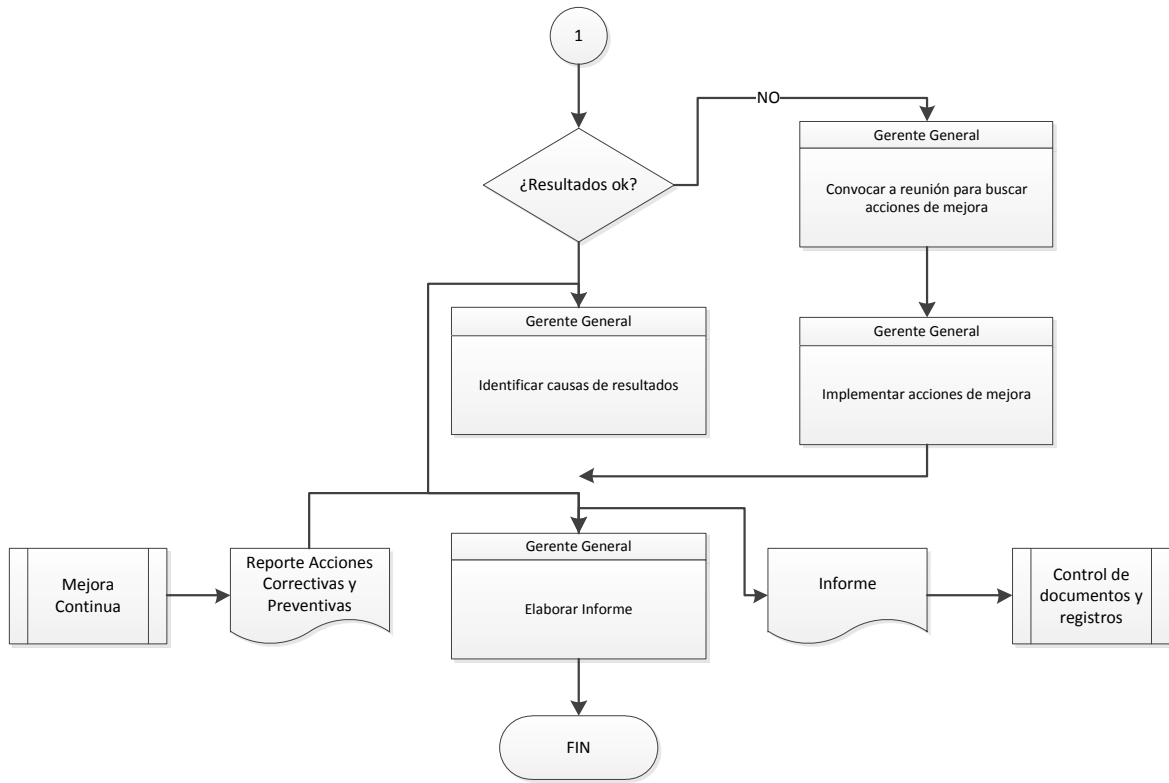 1
NO
¿Resultados ok?
Gerente General
Convocar a reunión para buscar
acciones de mejora
Gerente General
Identificar causas de resultados
Gerente General
Implementar acciones de mejora
Mejora
Continua
Reporte Acciones
Correctivas y
Preventivas
Gerente General
Elaborar Informe
Informe
Control de
documentos y
registros
FIN